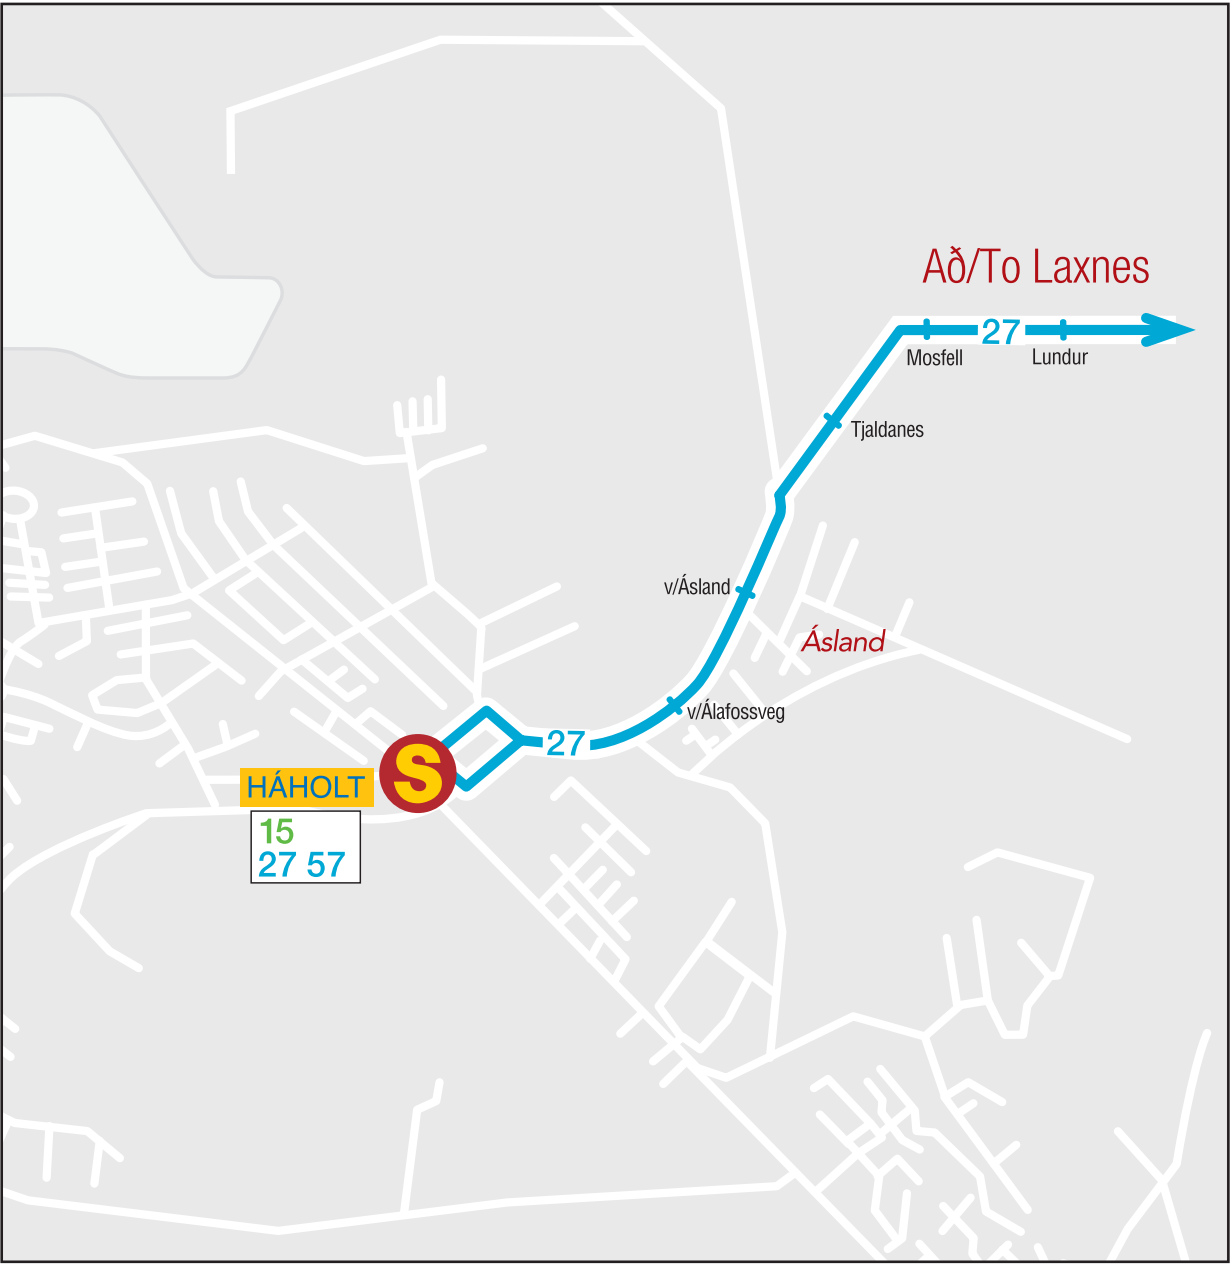 Að/To Laxnes
27
Mosfell
Lundur
Tjaldanes
v/Ásland
Ásland
v/Álafossveg
27
S
HÁHOLT
15
27 57